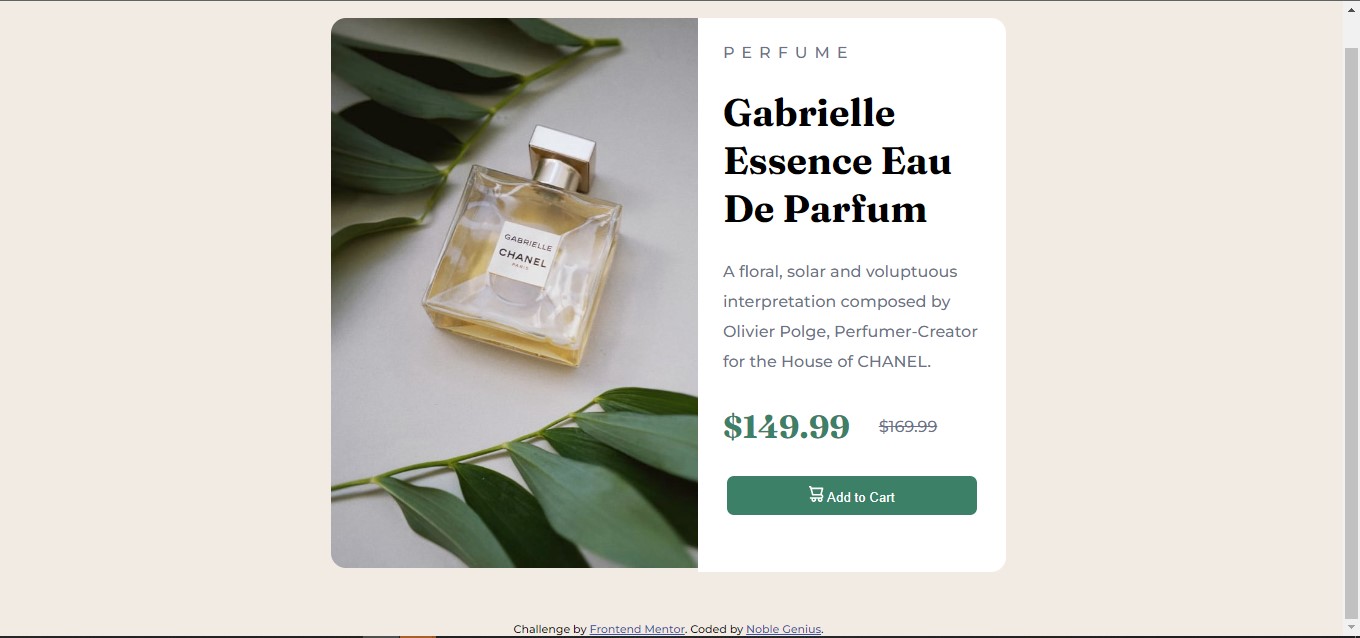 PERFUME
Gabrielle
Essence Eau
De Parfum
A floral, solar and voluptuous
interpretation composed by
Olivier Polge, Perfumer-Creator
for the House of CHANEL.
$149.99 $169.99
Add to Cart
GABRIELLE
CHANEL
PARIS
Challenge by Frontend Mentor. Coded by Noble Genius.